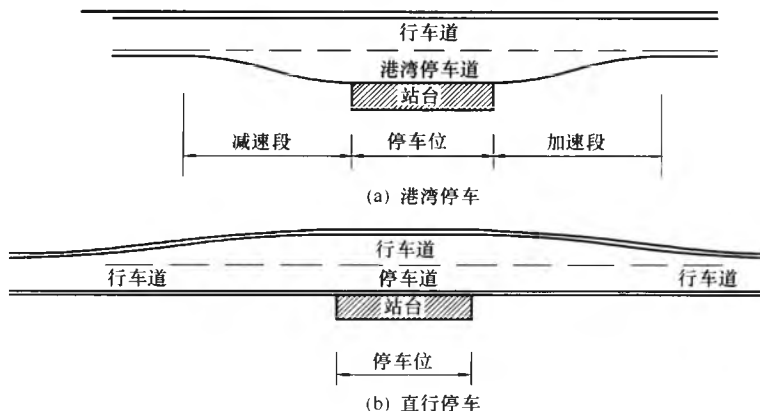 行车道
港湾停车道
站台
减速段 停车位 加速段
(a) 港湾停车
行车道
行车道 停车道 行车道
站台
停车位
(b) 直行停车